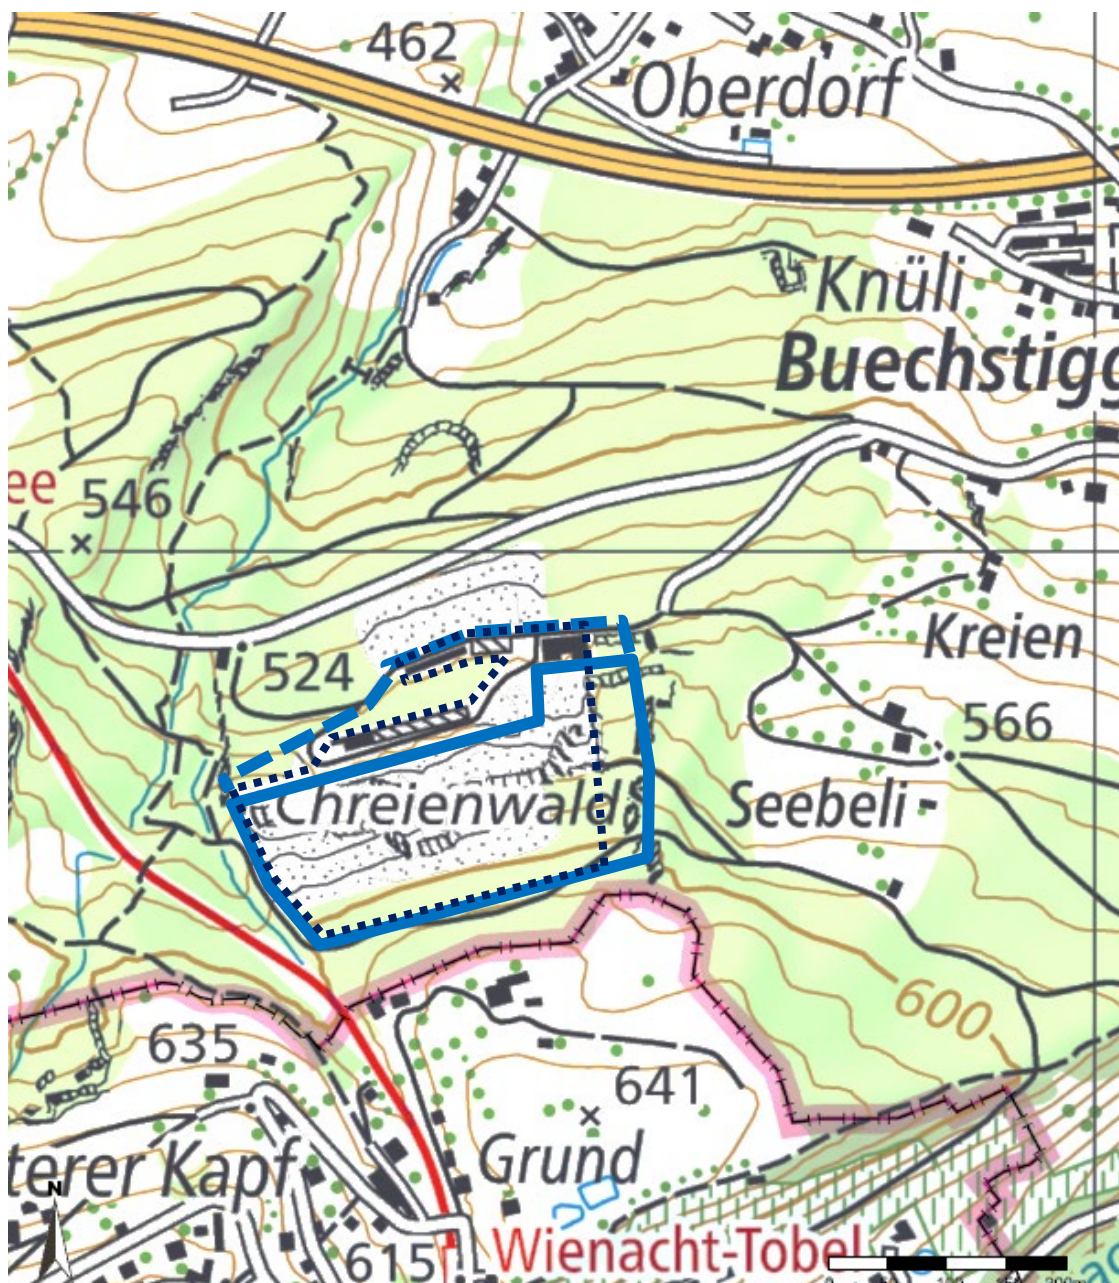 462
Oberdorf
Knüli
Buechstigg
ee
546
Kreien
524
566
Chreienwald
Seebeli
600
635
641
terer Kapf
Grund
N
615
Wienacht-Tobel